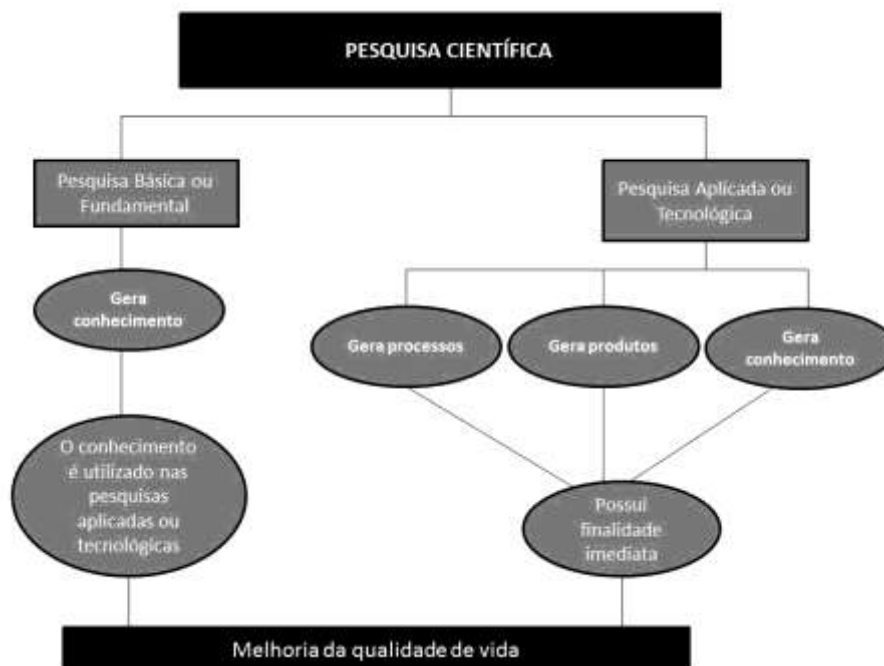 PESQUISA CIENTÍFICA
Pesquisa Básica ou
Fundamental
Pesquisa Aplicada ou
Tecnológica
Gera
conhecimento
Gera processos
Gera produtos
Gera
conhecimento
O conhecimento
é utilizado nas
pesquisas
aplicadas ou
tecnológicas
Possui
finalidade
imediata
Melhoria da qualidade de vida